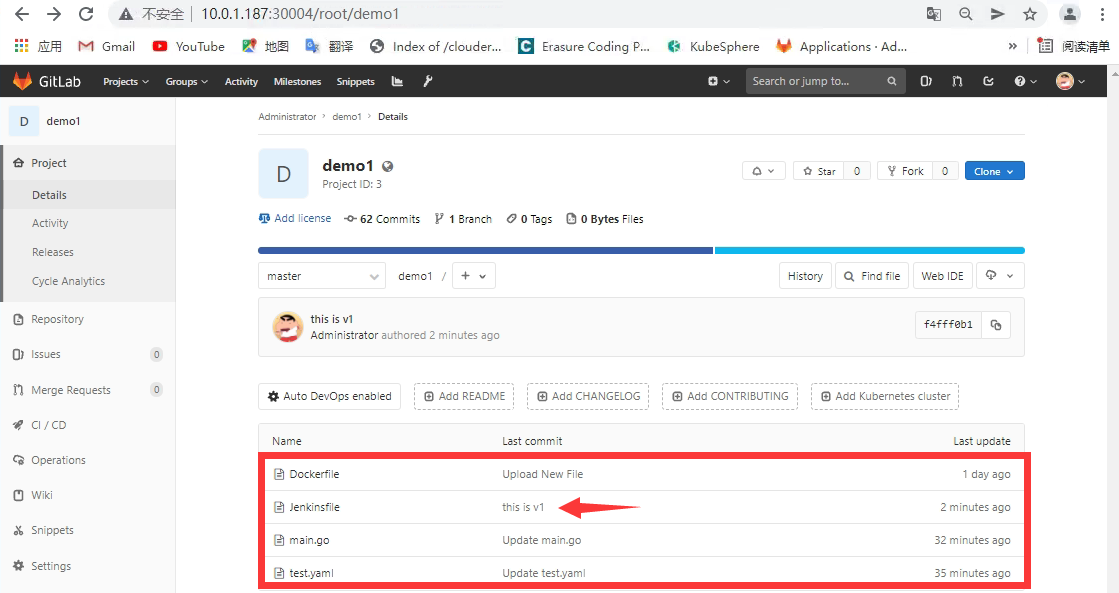 不安全 10.0.1.187:30004/root/demo1
应用 Gmail YouTube 地图 翻译 Index of /clouder... Erasure Coding P... KubeSphere Applications · Ad... » 阅读清单
GitLab Projects Groups Activity Milestones Snippets Search or jump to...
D demo1
Administrator > demo1 > Details
Project
Details
Activity
Releases
Cycle Analytics
Repository
Issues 0
Merge Requests 0
CI / CD
Operations
Wiki
Snippets
Settings
D
demo1
Project ID: 3
Star 0 Fork 0 Clone
Add license 62 Commits 1 Branch 0 Tags 0 Bytes Files
master demo1 / + History Find file Web IDE
this is v1
Administrator authored 2 minutes ago
f4fff0b1
Auto DevOps enabled Add README Add CHANGELOG Add CONTRIBUTING Add Kubernetes cluster
Name Last commit Last update
Dockerfile Upload New File 1 day ago
Jenkinsfile this is v1 2 minutes ago
main.go Update main.go 32 minutes ago
test.yaml Update test.yaml 35 minutes ago